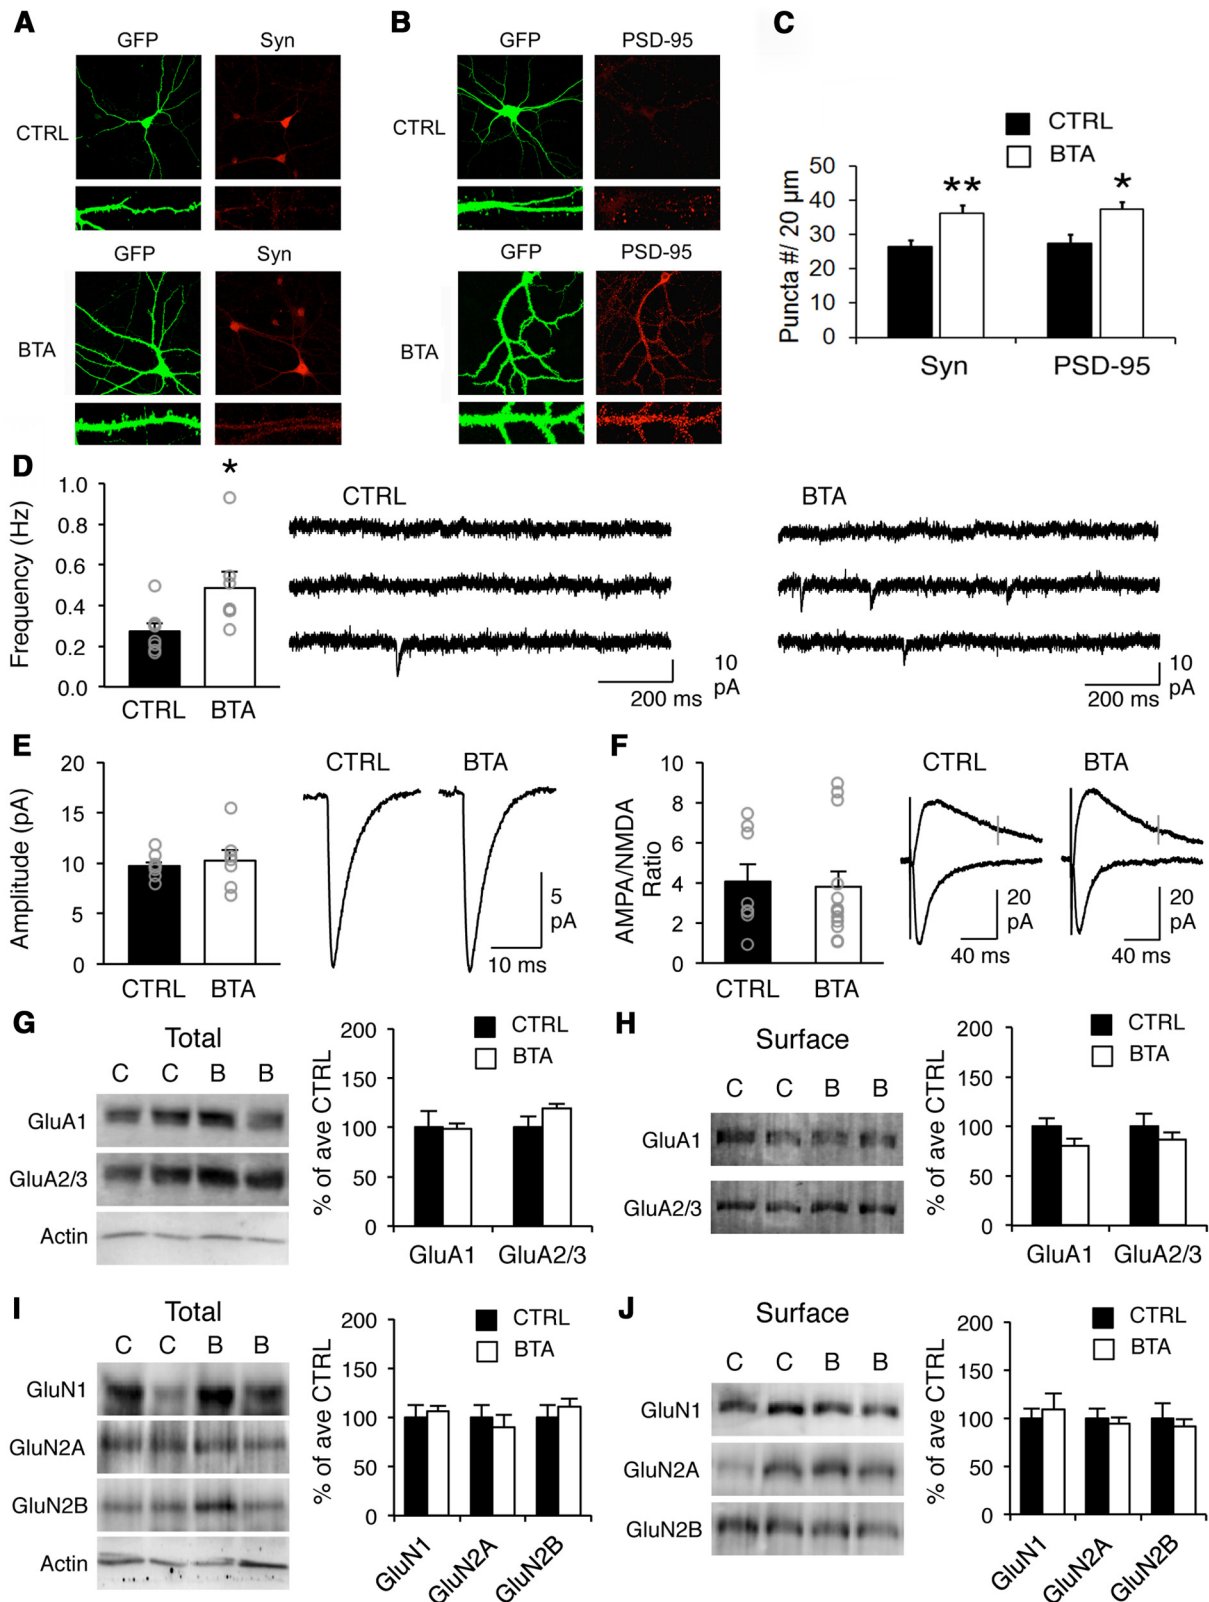 A
GFP Syn
CTRL
GFP Syn
BTA
B
GFP PSD-95
CTRL
GFP PSD-95
BTA
C
CTRL
BTA
Puncta #/ 20 µm
50
40
30
20
10
0
** *
Syn PSD-95
D
Frequency (Hz)
1.0
0.8
0.6
0.4
0.2
0.0
*
CTRL BTA
CTRL
10
pA
200 ms
BTA
10
pA
200 ms
E
Amplitude (pA)
20
15
10
5
0
CTRL BTA
CTRL BTA
5
pA
10 ms
F
AMPA/NMDA
Ratio
10
8
6
4
2
0
CTRL BTA
CTRL BTA
20
pA
40 ms
20
pA
40 ms
G
Total
C C B B
GluA1
GluA2/3
Actin
% of ave CTRL
200
150
100
50
0
CTRL
BTA
GluA1 GluA2/3
H
Surface
C C B B
GluA1
GluA2/3
% of ave CTRL
200
150
100
50
0
CTRL
BTA
GluA1 GluA2/3
I
Total
C C B B
GluN1
GluN2A
GluN2B
Actin
% of ave CTRL
200
150
100
50
0
CTRL
BTA
GluN1 GluN2A GluN2B
J
Surface
C C B B
GluN1
GluN2A
GluN2B
% of ave CTRL
200
150
100
50
0
CTRL
BTA
GluN1 GluN2A GluN2B